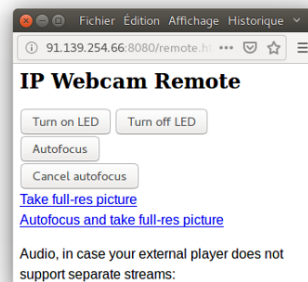 Fichier Édition Affichage Historique
91.139.254.66:8080/remote.h
IP Webcam Remote
Turn on LED Turn off LED
Autofocus
Cancel autofocus
Take full-res picture
Autofocus and take full-res picture
Audio, in case your external player does not
support separate streams: